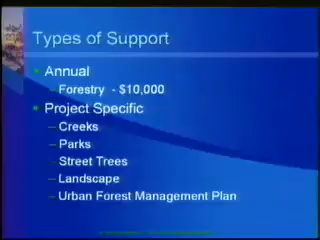 Types of Support
Annual
– Forestry - $10,000
Project Specific
– Creeks
– Parks
– Street Trees
– Landscape
– Urban Forest Management Plan